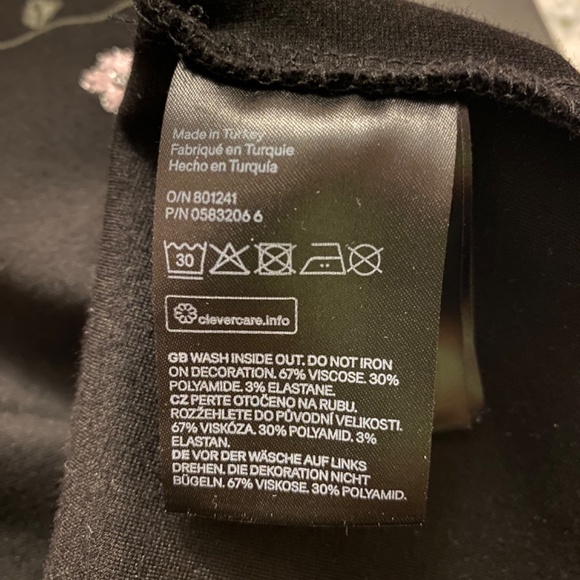 Made in Turkey
Fabriqué en Turquie
Hecho en Turquía
O/N 801241
P/N 0583206 6
30
clevercare.info
GB WASH INSIDE OUT. DO NOT IRON
ON DECORATION. 67% VISCOSE. 30%
POLYAMIDE. 3% ELASTANE.
CZ PERTE OTOČENO NA RUBU.
ROZŽEHLETE DO PŮVODNÍ VELIKOSTI.
67% VISKÓZA. 30% POLYAMID. 3%
ELASTAN.
DE VOR DER WÄSCHE AUF LINKS
DREHEN. DIE DEKORATION NICHT
BÜGELN. 67% VISKOSE. 30% POLYAMID.